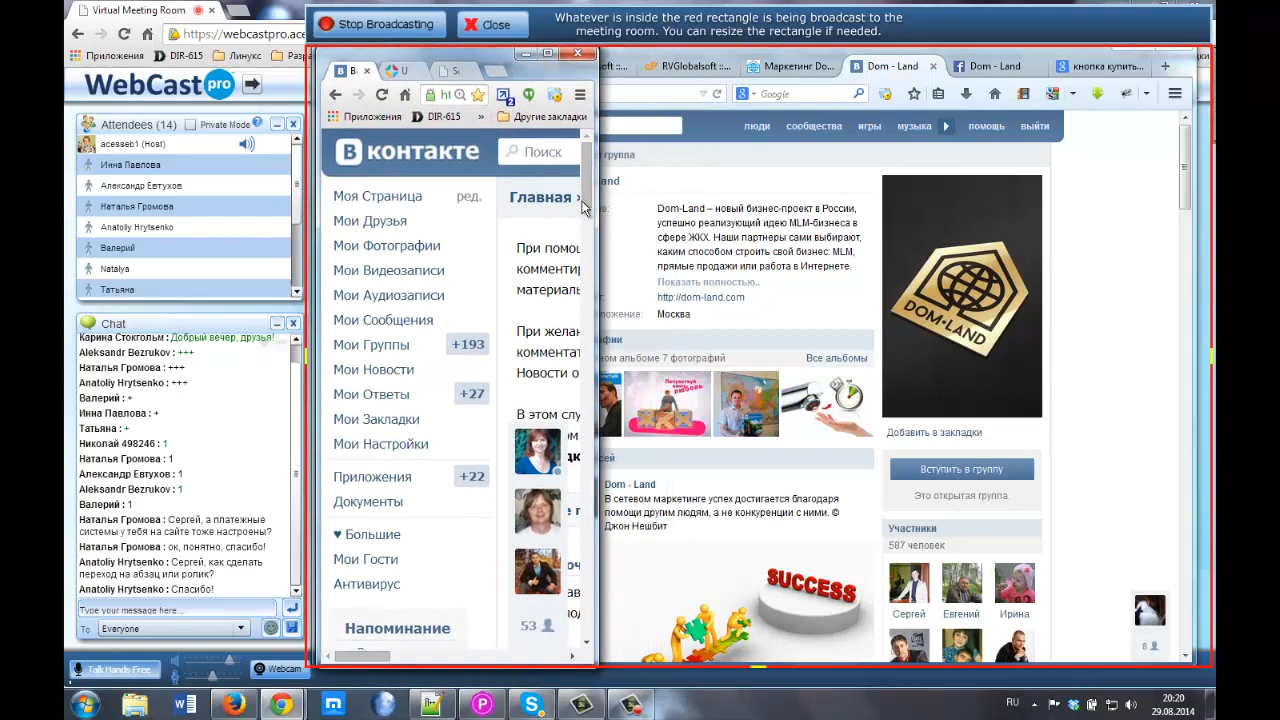 Virtual Meeting Room
Stop Broadcasting
Close
Whatever is inside the red rectangle is being broadcast to the
meeting room. You can resize the rectangle if needed.
https://webcastpro.ace
Приложения
DIR-615
Линукс
WebCast pro
Attendees (14)
Private Mode
acesseb1 (Host)
Инна Павлова
Александр Евтухов
Наталья Громова
Anatoliy Hrytsenko
Валерий
Natalya
Татьяна
Chat
Карина Стокгольм : Добрый вечер, друзья!
Aleksandr Bezrukov : +++
Наталья Громова : +++
Anatoliy Hrytsenko : +++
Валерий : +
Инна Павлова : +
Татьяна : +
Николай 498246 : 1
Наталья Громова : 1
Александр Евтухов : 1
Aleksandr Bezrukov : 1
Валерий : 1
Наталья Громова : Сергей, а платежные
системы у тебя на сайте тоже настроены?
Наталья Громова : ок, понятно, спасибо!
Anatoliy Hrytsenko : Сергей, как сделать
переход на абзац или ролик?
Anatoliy Hrytsenko : Спасибо!
Type your message here...
To
Everyone
Talk Hands-Free
Webcam
Приложения
DIR-615
»
Другие закладки
В контакте
Поиск
Моя Страница
ред.
Мои Друзья
Мои Фотографии
Мои Видеозаписи
Мои Аудиозаписи
Мои Сообщения
Мои Группы
+193
Мои Новости
Мои Ответы
+27
Мои Закладки
Мои Настройки
Приложения
+22
Документы
♥ Большие
Мои Гости
Антивирус
Напоминание
Главная »
При помощ
комментир
материаль
При желан
комментат
Новости о
В этом слу
53
RVGlobalsoft ::...
Маркетинг Do...
Dom - Land
Dom - Land
кнопка купить...
Google
люди
сообщества
игры
музыка
помощь
выйти
группа
Dom-Land – новый бизнес-проект в России,
успешно реализующий идею MLM-бизнеса в
сфере ЖКХ. Наши партнеры сами выбирают,
каким способом строить свой бизнес: MLM,
прямые продажи или работа в Интернете.
Показать полностью..
http://dom-land.com
Москва
ном альбоме 7 фотографий
Все альбомы
DOM-LAND
Добавить в закладки
Вступить в группу
Это открытая группа.
Участники
587 человек
Сергей
Евгений
Ирина
Dom - Land
В сетевом маркетинге успех достигается благодаря
помощи другим людям, а не конкуренции с ними. ©
Джон Нешбит
SUCCESS
8
RU
20:20
29.08.2014